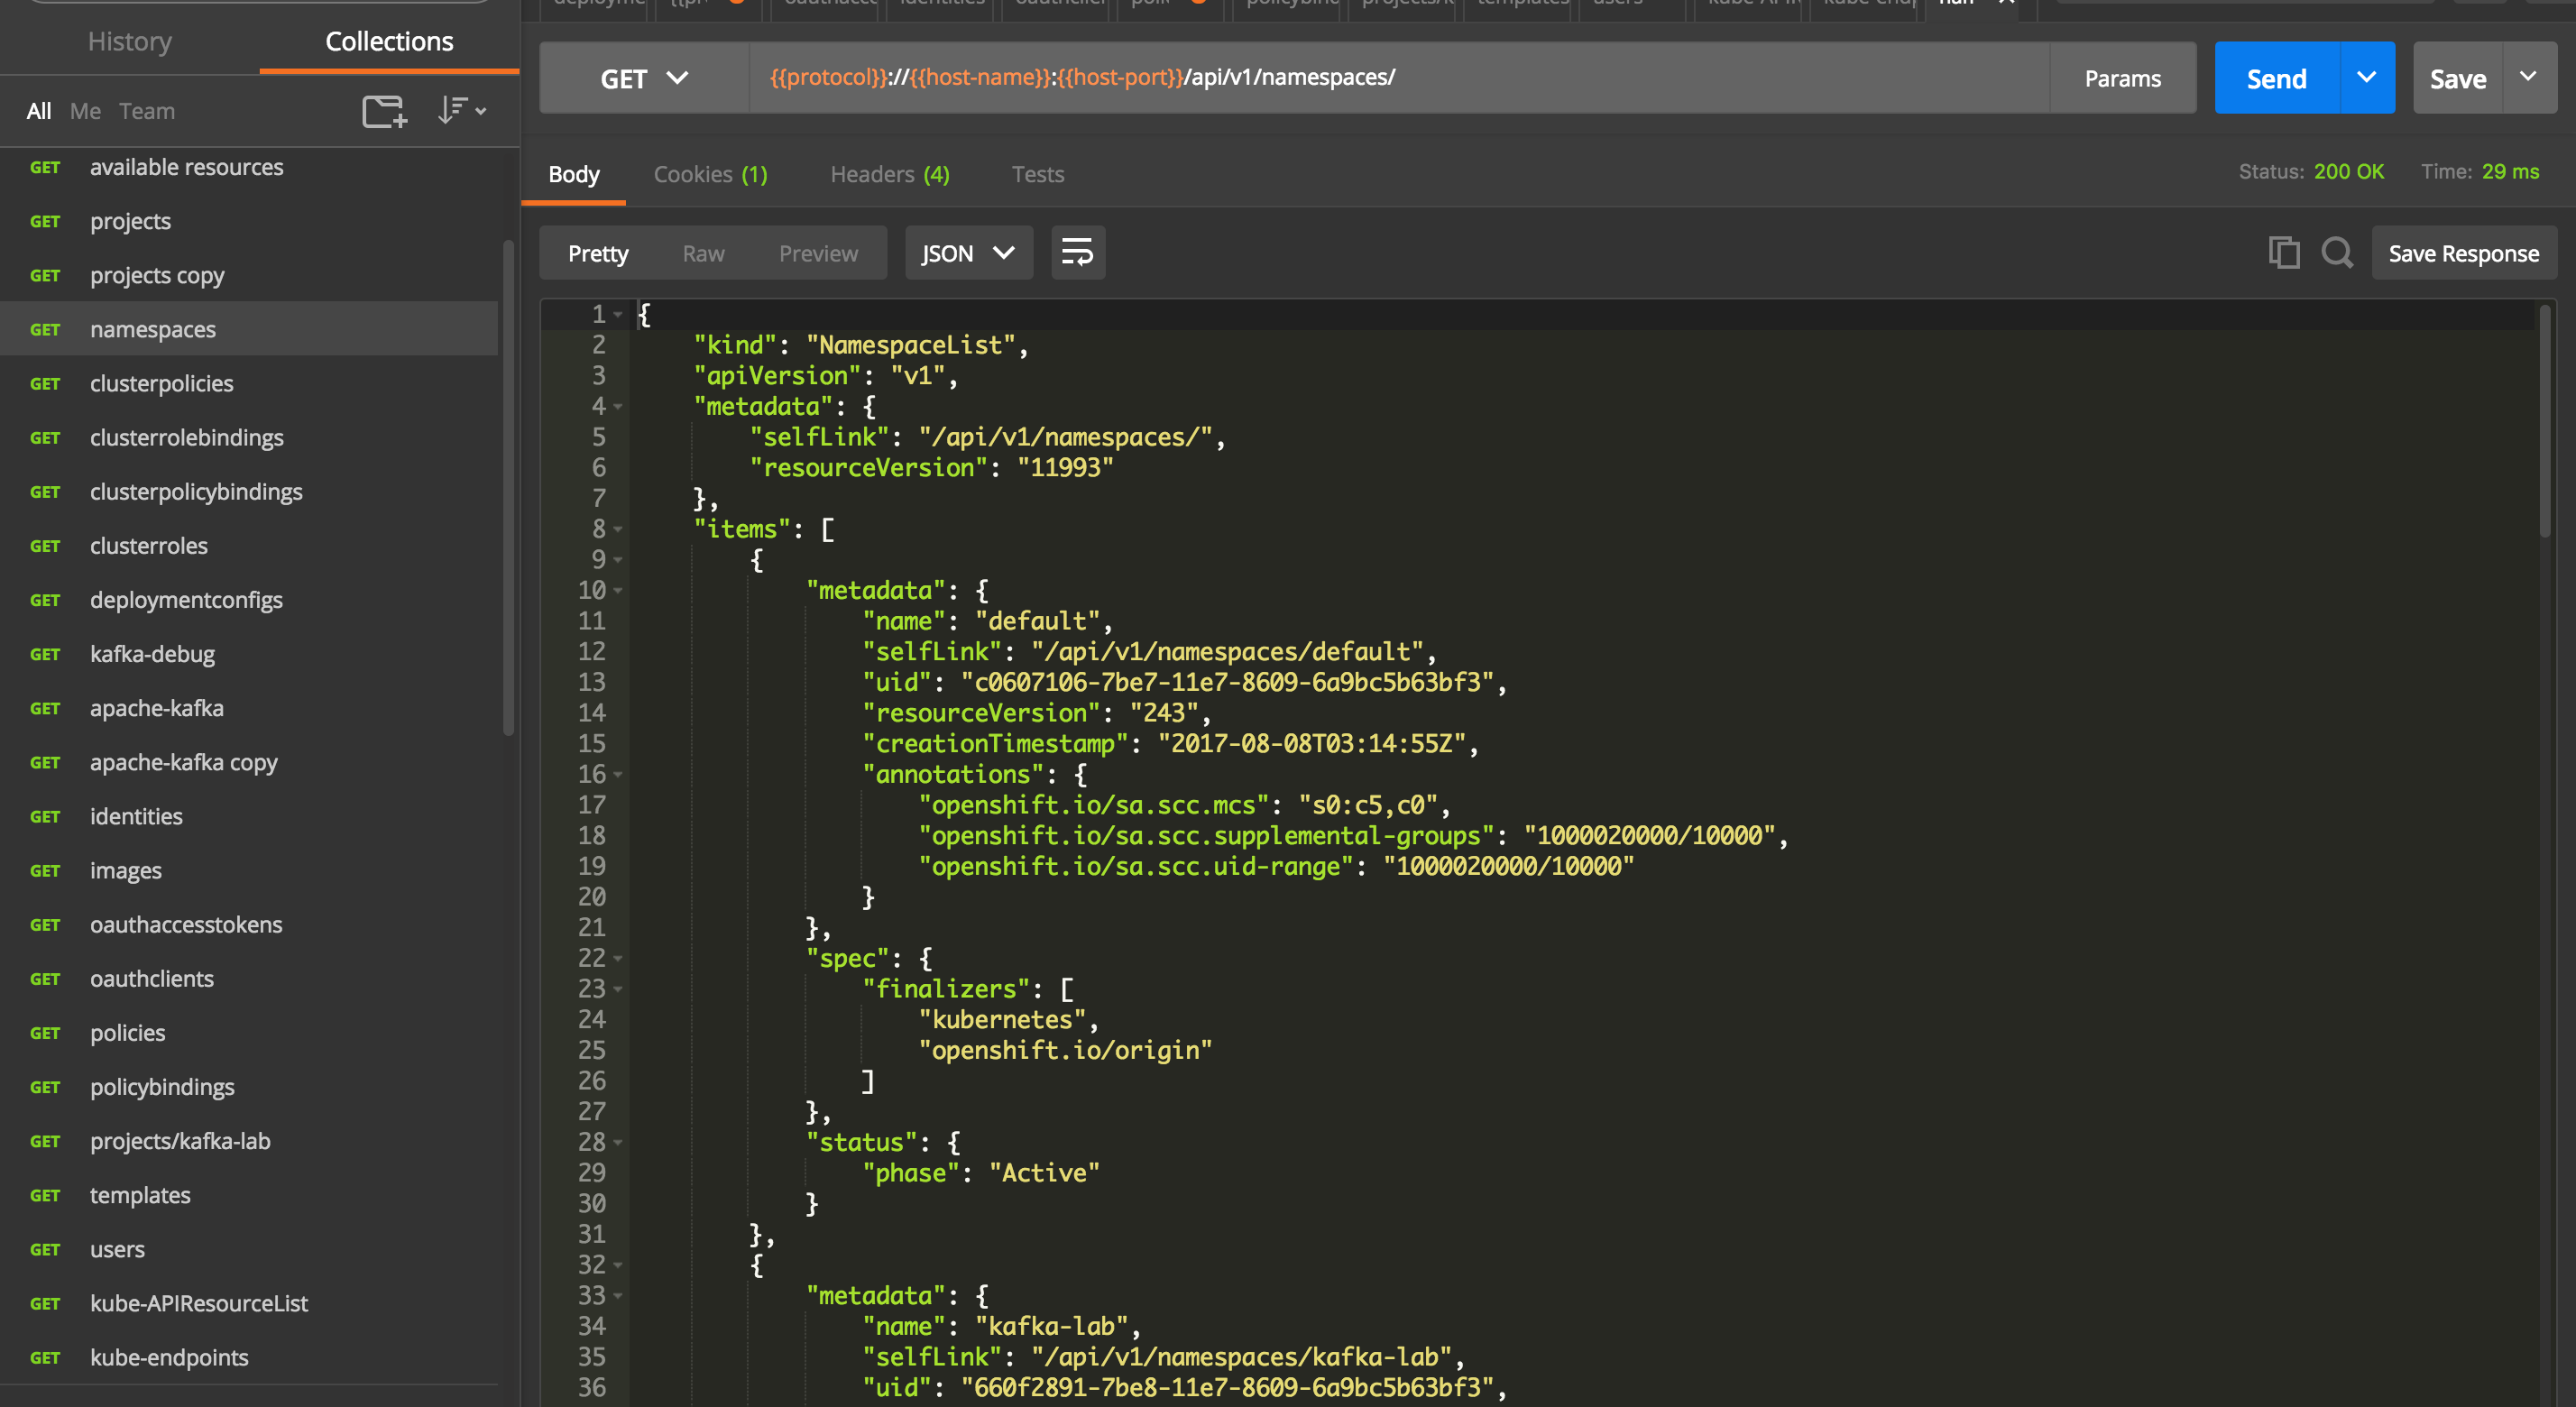 History Collections
All Me Team
GET available resources
GET projects
GET projects copy
GET namespaces
GET clusterpolicies
GET clusterrolebindings
GET clusterpolicybindings
GET clusterroles
GET deploymentconfigs
GET kafka-debug
GET apache-kafka
GET apache-kafka copy
GET identities
GET images
GET oauthaccesstokens
GET oauthclients
GET policies
GET policybindings
GET projects/kafka-lab
GET templates
GET users
GET kube-APIResourceList
GET kube-endpoints
GET {{protocol}}://{{host-name}}:{{host-port}}/api/v1/namespaces/ Params Send Save
Body Cookies (1) Headers (4) Tests Status: 200 OK Time: 29 ms
Pretty Raw Preview JSON Save Response
1 {
2 "kind": "NamespaceList",
3 "apiVersion": "v1",
4 "metadata": {
5 "selfLink": "/api/v1/namespaces/",
6 "resourceVersion": "11993"
7 },
8 "items": [
9 {
10 "metadata": {
11 "name": "default",
12 "selfLink": "/api/v1/namespaces/default",
13 "uid": "c0607106-7be7-11e7-8609-6a9bc5b63bf3",
14 "resourceVersion": "243",
15 "creationTimestamp": "2017-08-08T03:14:55Z",
16 "annotations": {
17 "openshift.io/sa.scc.mcs": "s0:c5,c0",
18 "openshift.io/sa.scc.supplemental-groups": "1000020000/10000",
19 "openshift.io/sa.scc.uid-range": "1000020000/10000"
20 }
21 },
22 "spec": {
23 "finalizers": [
24 "kubernetes",
25 "openshift.io/origin"
26 ]
27 },
28 "status": {
29 "phase": "Active"
30 }
31 },
32 {
33 "metadata": {
34 "name": "kafka-lab",
35 "selfLink": "/api/v1/namespaces/kafka-lab",
36 "uid": "660f2891-7be8-11e7-8609-6a9bc5b63bf3",